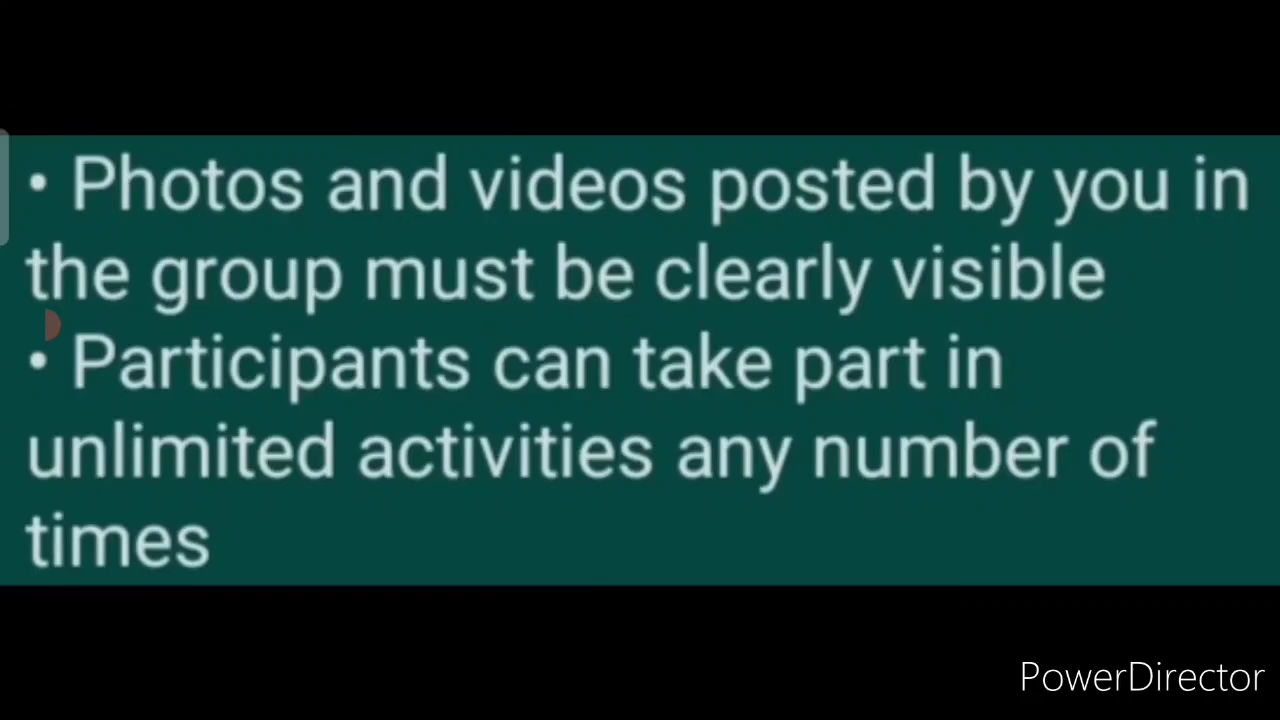 • Photos and videos posted by you in
the group must be clearly visible
• Participants can take part in
unlimited activities any number of
times
PowerDirector